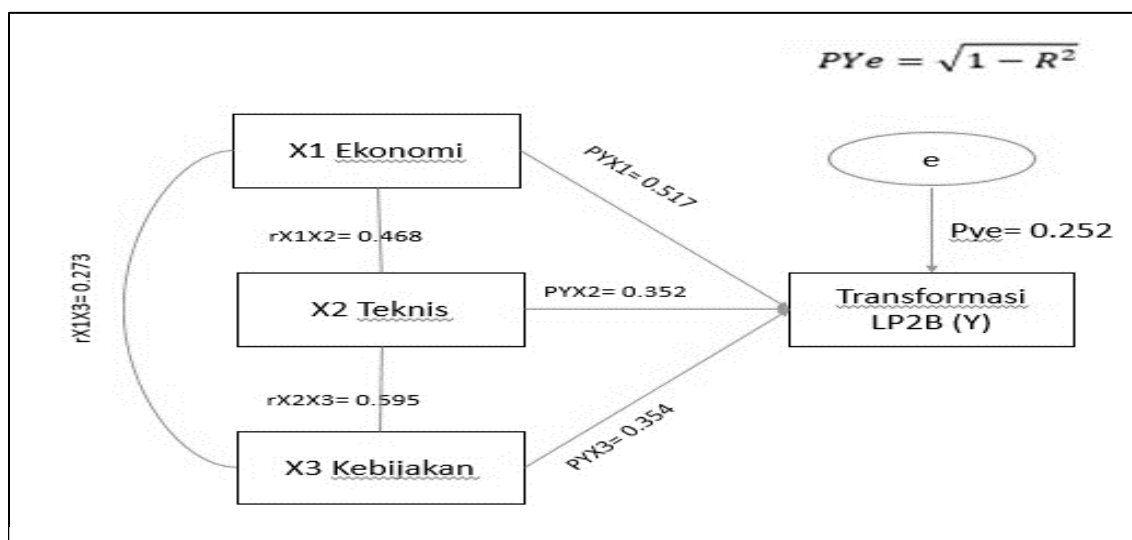 PYe = √1 − R²
X1 Ekonomi
PYX1= 0.517
e
rX1X2= 0.468
Pye= 0.252
rX1X3= 0.273
X2 Teknis
PYX2= 0.352
Transformasi
LP2B (Y)
rX2X3= 0.595
PYX3= 0.354
X3 Kebijakan